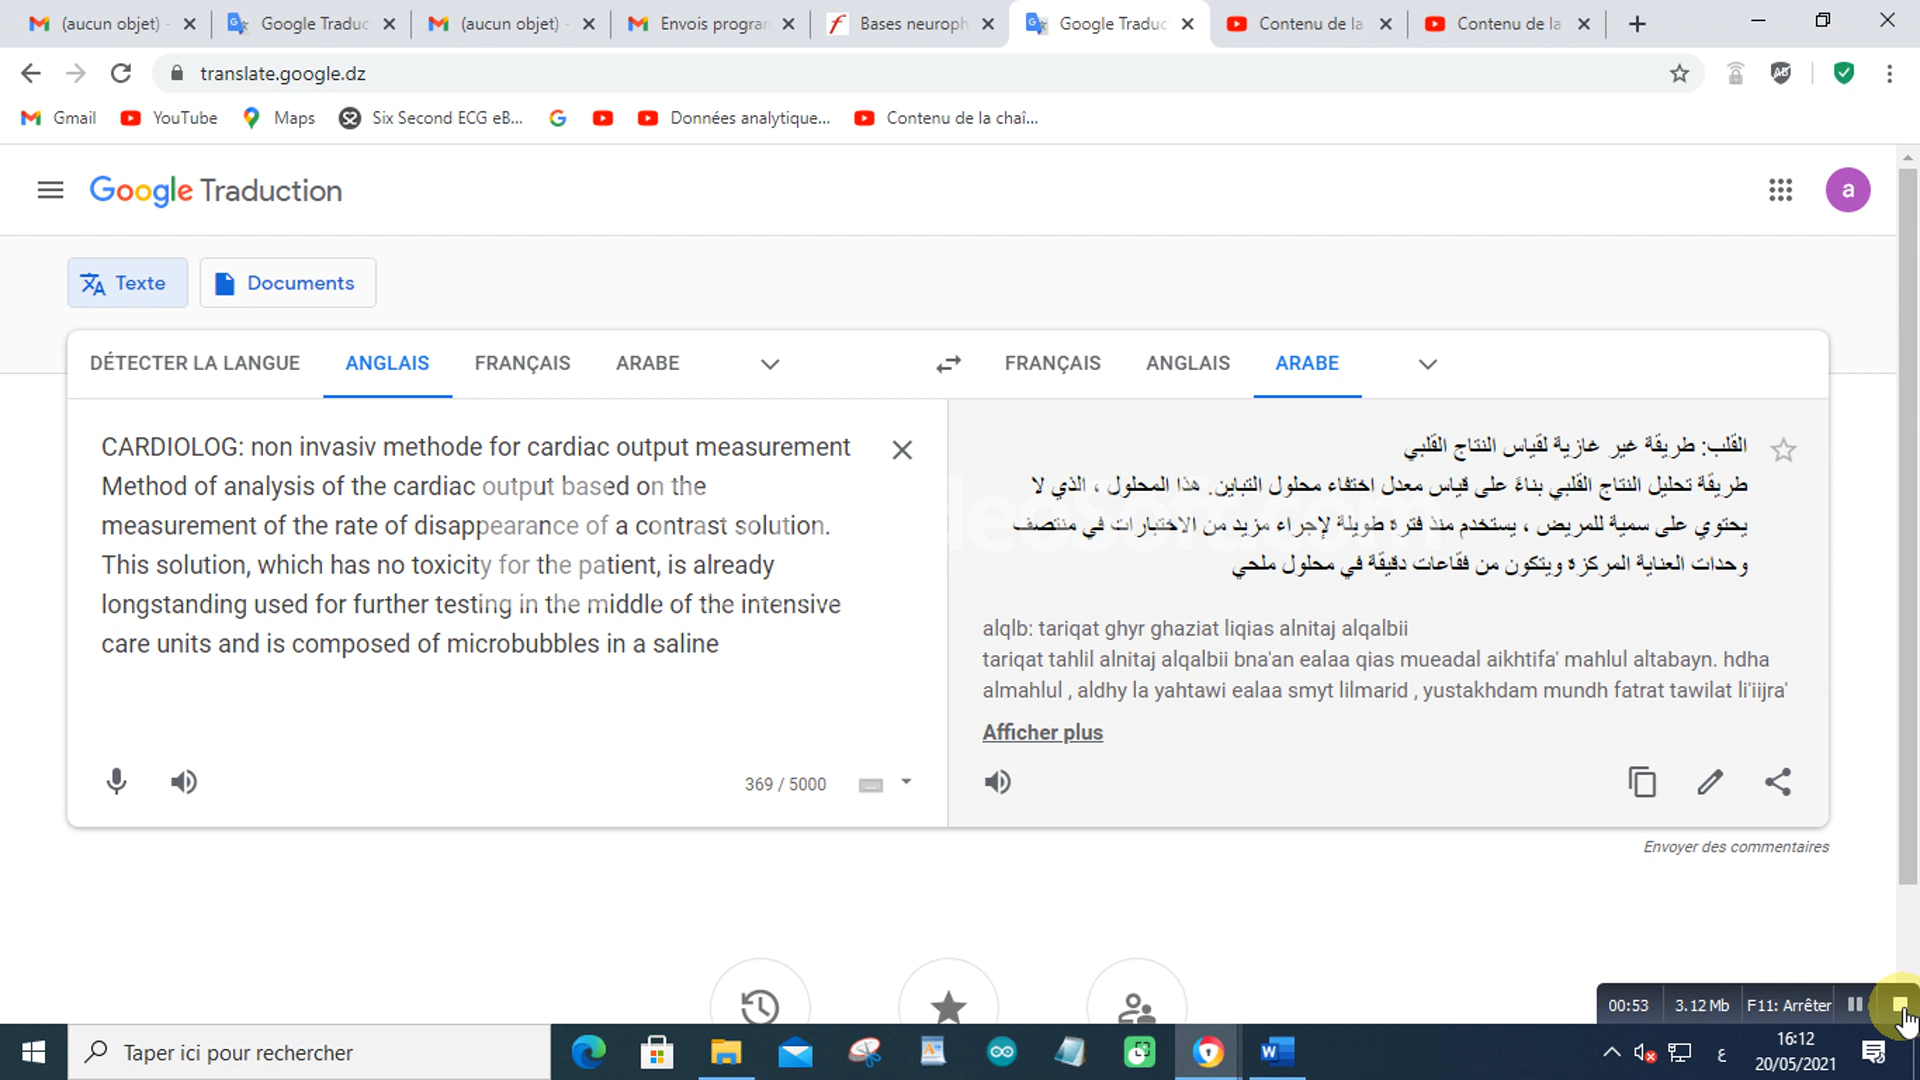 (aucun objet) -
Google Traduc
(aucun objet) -
Envois program
Bases neuroph
Google Traduc
Contenu de la
Contenu de la
translate.google.dz
Gmail
YouTube
Maps
Six Second ECG eB...
Données analytique...
Contenu de la chaî...
Google Traduction
a
Texte
Documents
DÉTECTER LA LANGUE
ANGLAIS
FRANÇAIS
ARABE
FRANÇAIS
ANGLAIS
ARABE
CARDIOLOG: non invasiv methode for cardiac output measurement
Method of analysis of the cardiac output based on the
measurement of the rate of disappearance of a contrast solution.
This solution, which has no toxicity for the patient, is already
longstanding used for further testing in the middle of the intensive
care units and is composed of microbubbles in a saline
369 / 5000
القلب: طريقة غير غازية لقياس النتاج القلبي
طريقة تحليل النتاج القلبي بناءً على قياس معدل اختفاء محلول التباين. هذا المحلول ، الذي لا
يحتوي على سمية للمريض ، يستخدم منذ فترة طويلة لإجراء مزيد من الاختبارات في منتصف
وحدات العناية المركزة ويتكون من فقاعات دقيقة في محلول ملحي
alqlb: tariqat ghyr ghaziat liqias alnitaj alqalbii
tariqat tahlil alnitaj alqalbii bna'an ealaa qias mueadal aikhtifa' mahlul altabayn. hdha
almahlul , aldhy la yahtawi ealaa smyt lilmarid , yustakhdam mundh fatrat tawilat li'iijra'
Afficher plus
Envoyer des commentaires
00:53
3.12 Mb
F11: Arrêter
Taper ici pour rechercher
ع
16:12
20/05/2021